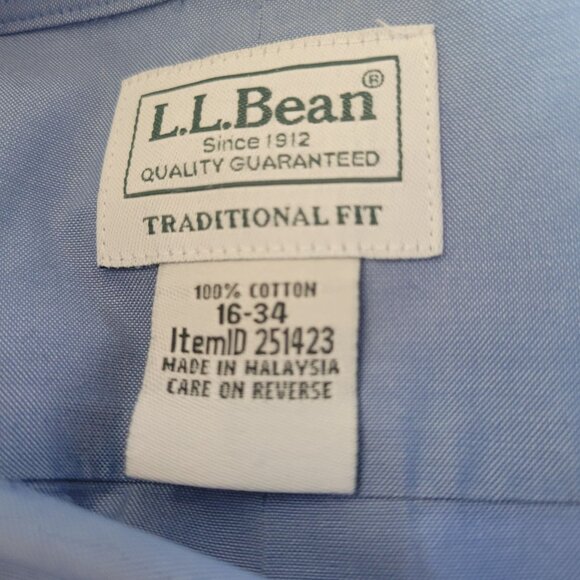 L.L.Bean®
Since 1912
QUALITY GUARANTEED
TRADITIONAL FIT
100% COTTON
16-34
ItemID 251423
MADE IN MALAYSIA
CARE ON REVERSE